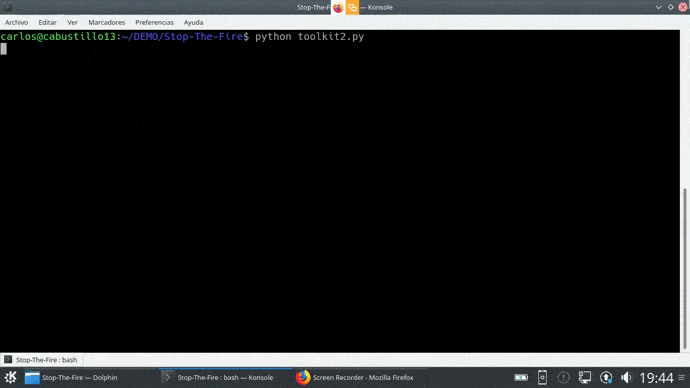 Stop-The-Fi
— Konsole
Archivo Editar Ver Marcadores Preferencias Ayuda
carlos@cabustillo13:~/DEMO/Stop-The-Fire$ python toolkit2.py
Stop-The-Fire : bash
Stop-The-Fire — Dolphin
Stop-The-Fire : bash — Konsole
Screen Recorder - Mozilla Firefox
19:44